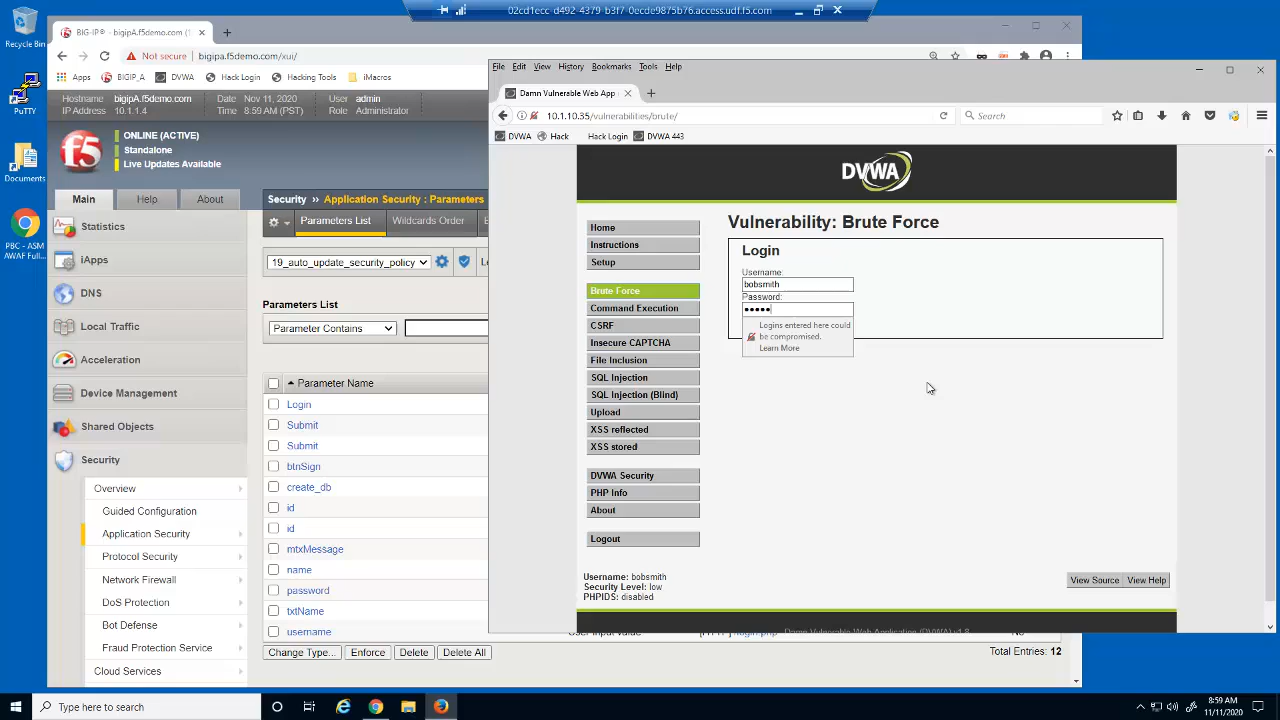 02cd1ecc-d492-4379-b3f7-0ecde9875b76.access.udf.f5.com
Recycle Bin
PuTTY
Documents
PBC - ASM
AWAF Full...
BIG-IP® - bigipA.f5demo.com (1
Not secure | bigipa.f5demo.com/xui/
Apps BIGIP_A DVWA Hack Login Hacking Tools iMacros
Hostname bigipA.f5demo.com Date Nov 11, 2020 User admin
IP Address 10.1.1.4 Time 8:59 AM (PST) Role Administrator
f5
ONLINE (ACTIVE)
Standalone
Live Updates Available
Main Help About
Statistics
iApps
DNS
Local Traffic
Acceleration
Device Management
Shared Objects
Security
Overview
Guided Configuration
Application Security
Protocol Security
Network Firewall
DoS Protection
Bot Defense
Fraud Protection Service
Cloud Services
Security ›› Application Security : Parameters
Parameters List Wildcards Order
19_auto_update_security_policy
Parameters List
Parameter Contains
Parameter Name
Login
Submit
Submit
btnSign
create_db
id
id
mtxMessage
name
password
txtName
username
Change Type... Enforce Delete Delete All
Total Entries: 12
File Edit View History Bookmarks Tools Help
Damn Vulnerable Web App
10.1.10.35/vulnerabilities/brute/
Search
DVWA Hack Hack Login DVWA 443
DVWA
Home
Instructions
Setup
Brute Force
Command Execution
CSRF
Insecure CAPTCHA
File Inclusion
SQL Injection
SQL Injection (Blind)
Upload
XSS reflected
XSS stored
DVWA Security
PHP Info
About
Logout
Vulnerability: Brute Force
Login
Username:
bobsmith
Password:
●●●●●
Logins entered here could
be compromised.
Learn More
Username: bobsmith
Security Level: low
PHPIDS: disabled
View Source View Help
Damn Vulnerable Web Application (DVWA) v1.8
Type here to search
8:59 AM
11/11/2020